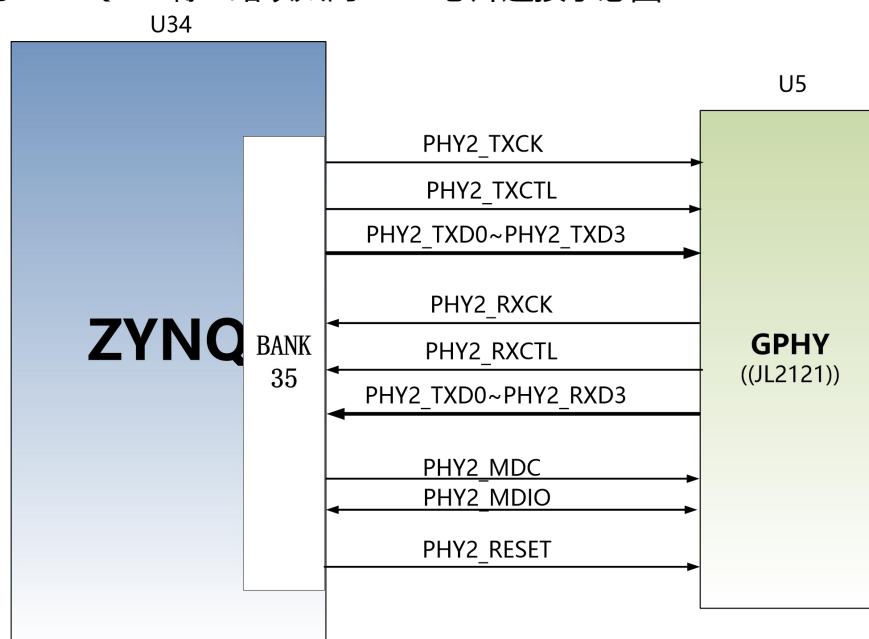 U34
U5
PHY2_TXCK
PHY2_TXCTL
PHY2_TXD0~PHY2_TXD3
PHY2_RXCK
ZYNQ
BANK
35
PHY2_RXCTL
GPHY
((JL2121))
PHY2_TXD0~PHY2_RXD3
PHY2_MDC
PHY2_MDIO
PHY2_RESET